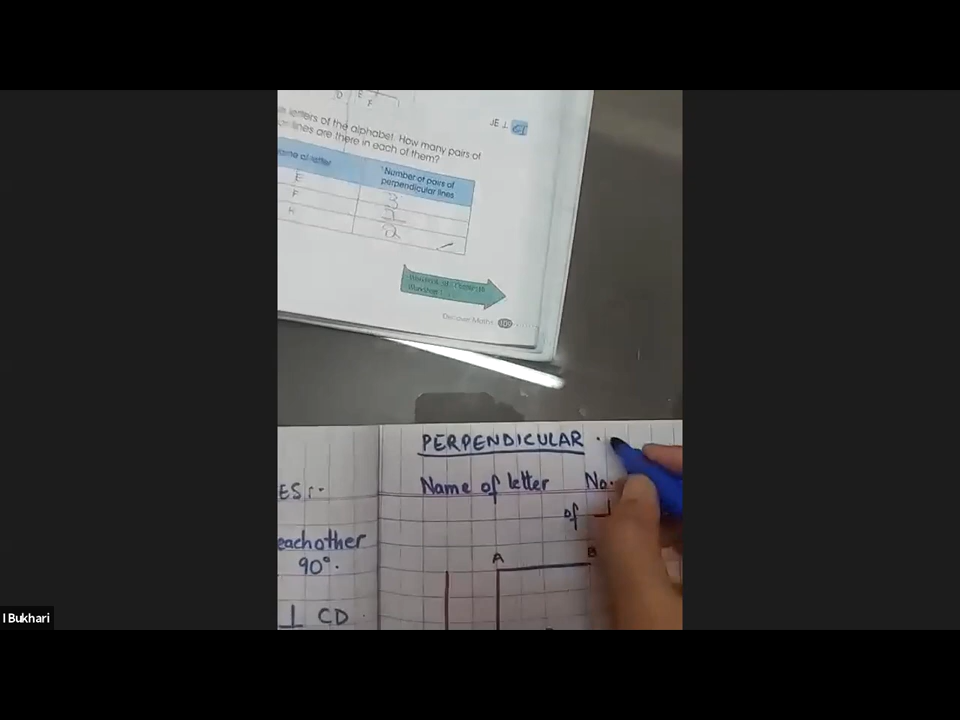 D
E
F
JE ⊥ GI
letters of the alphabet. How many pairs of
lines are there in each of them?
of letter
Number of pairs of
perpendicular lines
E
3
F
H
2
Discover Maths 109
PERPENDICULAR
Name of letter No.
of ⊥
ES:-
eachother
90°.
⊥ CD
A
B
I Bukhari